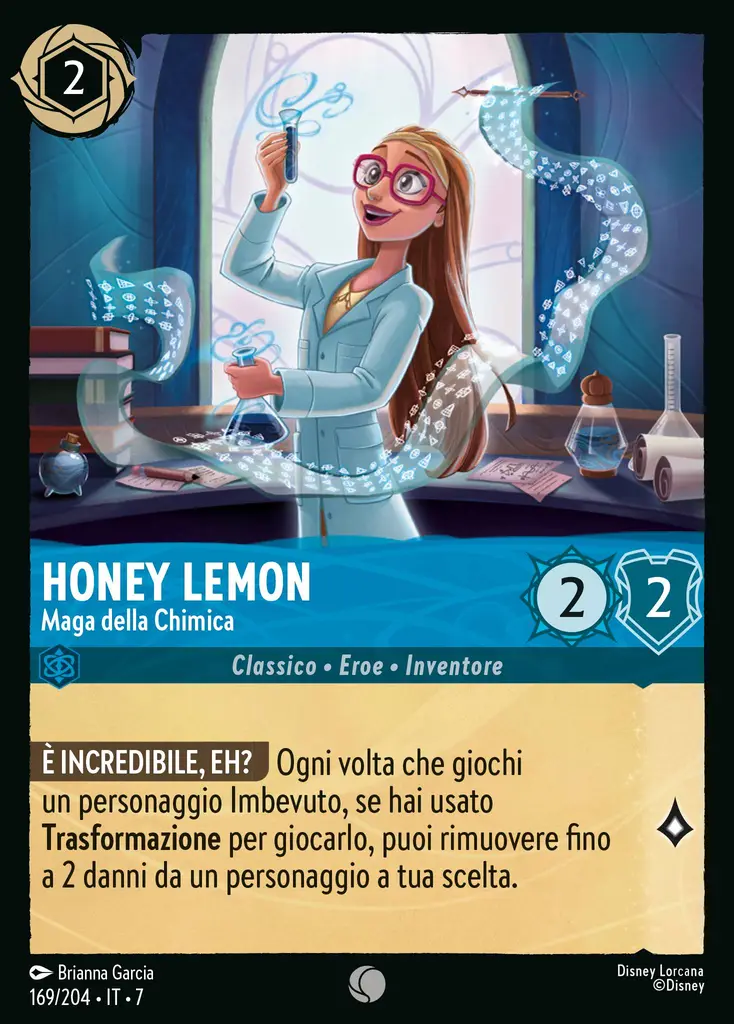 2
HONEY LEMON
Maga della Chimica
2
2
Classico • Eroe • Inventore
È INCREDIBILE, EH? Ogni volta che giochi
un personaggio Imbevuto, se hai usato
Trasformazione per giocarlo, puoi rimuovere fino
a 2 danni da un personaggio a tua scelta.
Brianna Garcia
169/204 • IT • 7
Disney Lorcana
©Disney